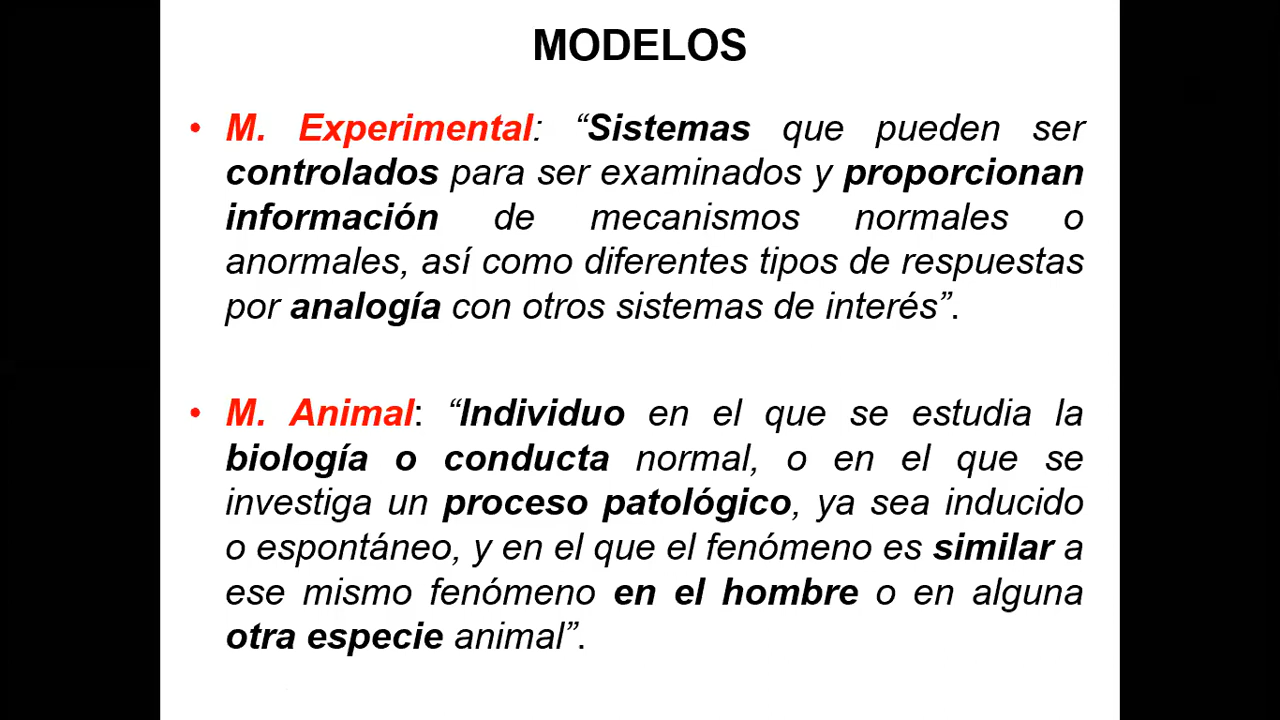 MODELOS
• M. Experimental: “Sistemas que pueden ser
controlados para ser examinados y proporcionan
información de mecanismos normales o
anormales, así como diferentes tipos de respuestas
por analogía con otros sistemas de interés”.
• M. Animal: “Individuo en el que se estudia la
biología o conducta normal, o en el que se
investiga un proceso patológico, ya sea inducido
o espontáneo, y en el que el fenómeno es similar a
ese mismo fenómeno en el hombre o en alguna
otra especie animal”.